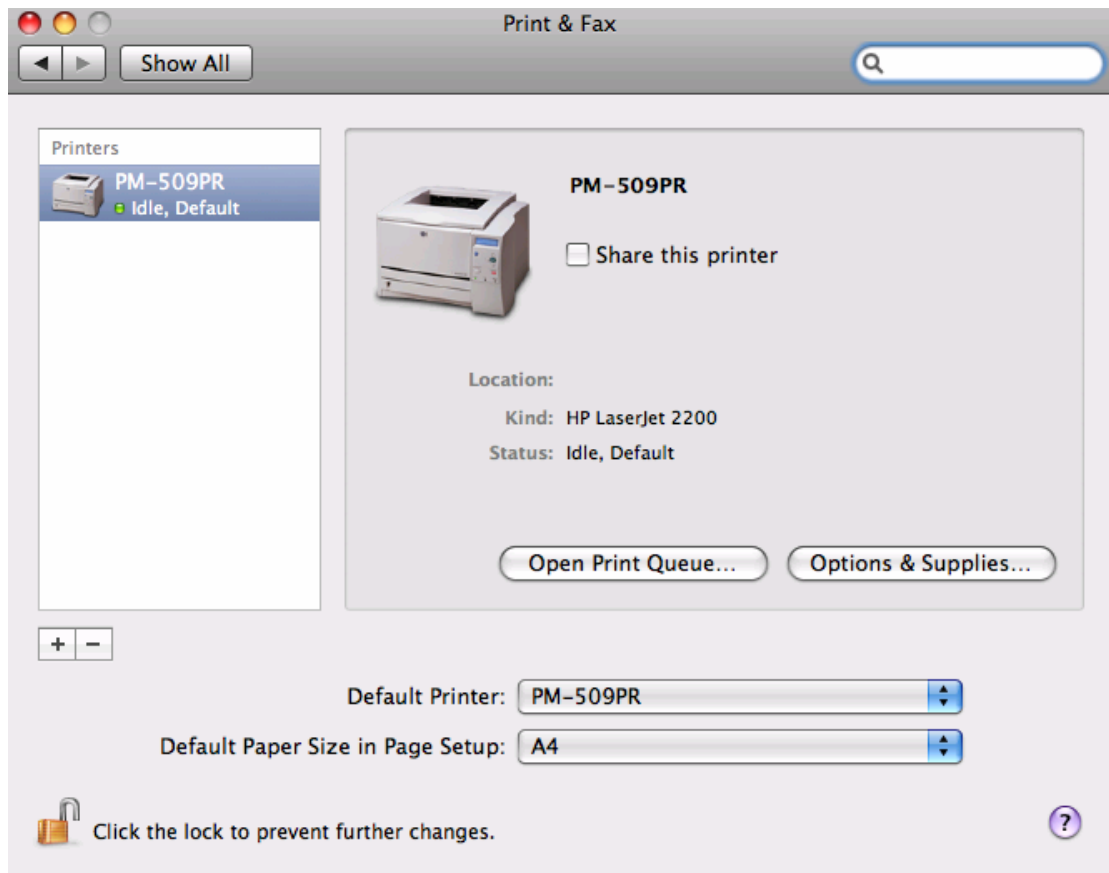 Print & Fax
Show All
Printers
PM-509PR
Idle, Default
PM-509PR
Share this printer
Location:
Kind: HP LaserJet 2200
Status: Idle, Default
Open Print Queue...
Options & Supplies...
+ −
Default Printer: PM-509PR
Default Paper Size in Page Setup: A4
Click the lock to prevent further changes.
?